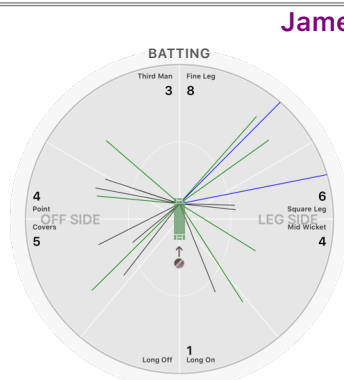 Jame
BATTING
Third Man Fine Leg
3 8
4 6
Point Square Leg
OFF SIDE LEG SIDE
Covers Mid Wicket
5 4
1
Long Off Long On